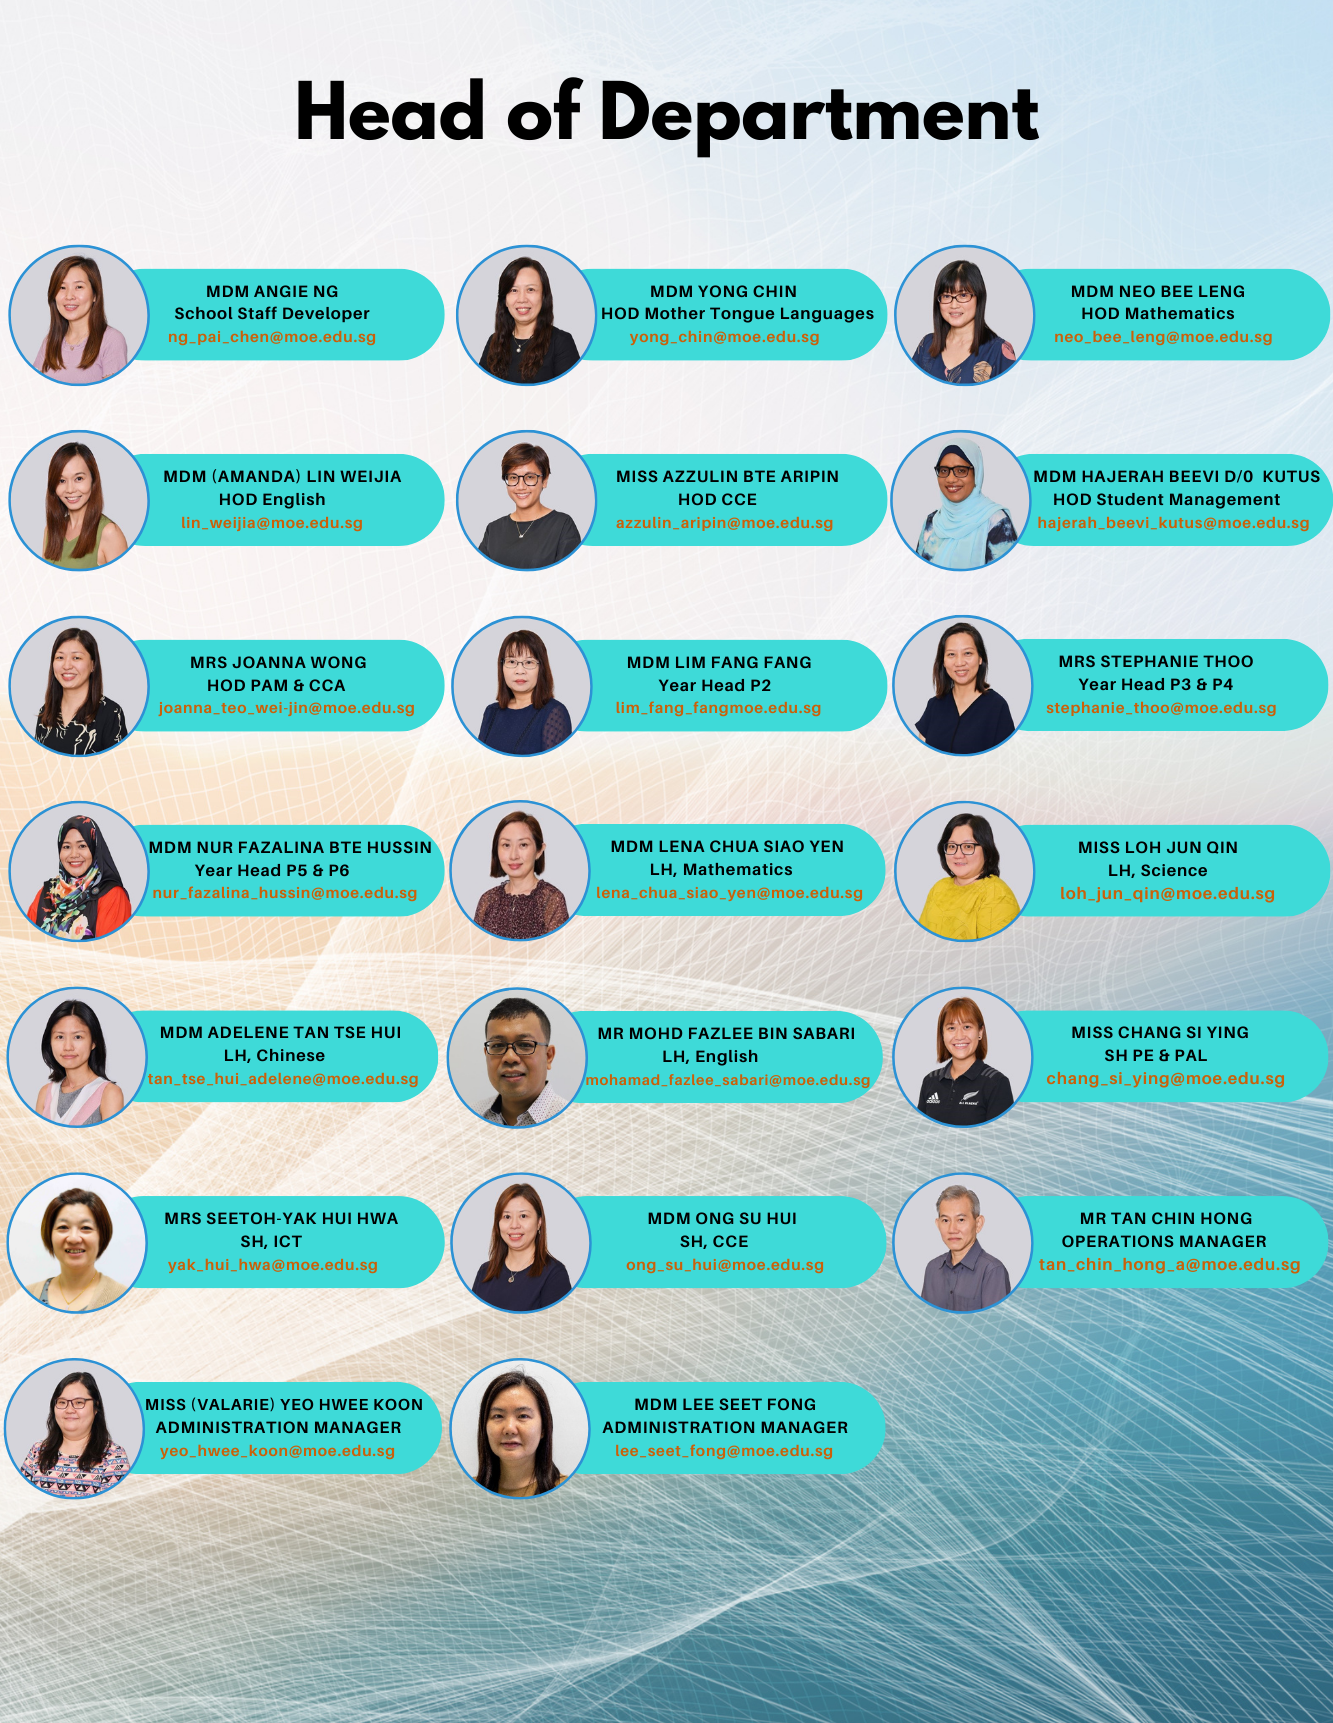 Head of Department
MDM ANGIE NG
School Staff Developer
ng_pai_chen@moe.edu.sg
MDM YONG CHIN
HOD Mother Tongue Languages
yong_chin@moe.edu.sg
MDM NEO BEE LENG
HOD Mathematics
neo_bee_leng@moe.edu.sg
MDM (AMANDA) LIN WEIJIA
HOD English
lin_weijia@moe.edu.sg
MISS AZZULIN BTE ARIPIN
HOD CCE
azzulin_aripin@moe.edu.sg
MDM HAJERAH BEEVI D/0 KUTUS
HOD Student Management
hajerah_beevi_kutus@moe.edu.sg
MRS JOANNA WONG
HOD PAM & CCA
joanna_teo_wei-jin@moe.edu.sg
MDM LIM FANG FANG
Year Head P2
lim_fang_fangmoe.edu.sg
MRS STEPHANIE THOO
Year Head P3 & P4
stephanie_thoo@moe.edu.sg
MDM NUR FAZALINA BTE HUSSIN
Year Head P5 & P6
nur_fazalina_hussin@moe.edu.sg
MDM LENA CHUA SIAO YEN
LH, Mathematics
lena_chua_siao_yen@moe.edu.sg
MISS LOH JUN QIN
LH, Science
loh_jun_qin@moe.edu.sg
MDM ADELENE TAN TSE HUI
LH, Chinese
tan_tse_hui_adelene@moe.edu.sg
MR MOHD FAZLEE BIN SABARI
LH, English
mohamad_fazlee_sabari@moe.edu.sg
MISS CHANG SI YING
SH PE & PAL
chang_si_ying@moe.edu.sg
MRS SEETOH-YAK HUI HWA
SH, ICT
yak_hui_hwa@moe.edu.sg
MDM ONG SU HUI
SH, CCE
ong_su_hui@moe.edu.sg
MR TAN CHIN HONG
OPERATIONS MANAGER
tan_chin_hong_a@moe.edu.sg
MISS (VALARIE) YEO HWEE KOON
ADMINISTRATION MANAGER
yeo_hwee_koon@moe.edu.sg
MDM LEE SEET FONG
ADMINISTRATION MANAGER
lee_seet_fong@moe.edu.sg